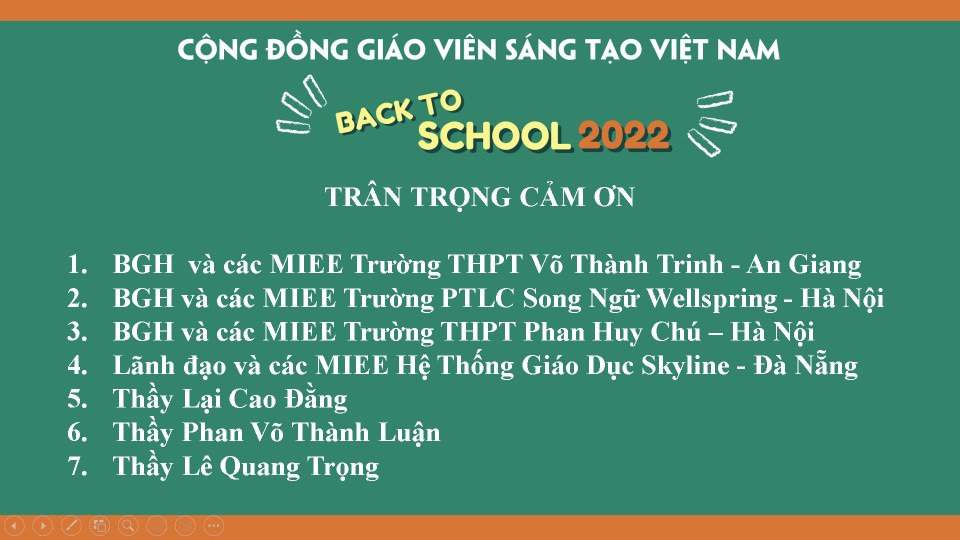 CỘNG ĐỒNG GIÁO VIÊN SÁNG TẠO VIỆT NAM
BACK TO
SCHOOL 2022
TRÂN TRỌNG CẢM ƠN
1. BGH và các MIEE Trường THPT Võ Thành Trinh - An Giang
2. BGH và các MIEE Trường PTLC Song Ngữ Wellspring - Hà Nội
3. BGH và các MIEE Trường THPT Phan Huy Chú – Hà Nội
4. Lãnh đạo và các MIEE Hệ Thống Giáo Dục Skyline - Đà Nẵng
5. Thầy Lại Cao Đằng
6. Thầy Phan Võ Thành Luận
7. Thầy Lê Quang Trọng